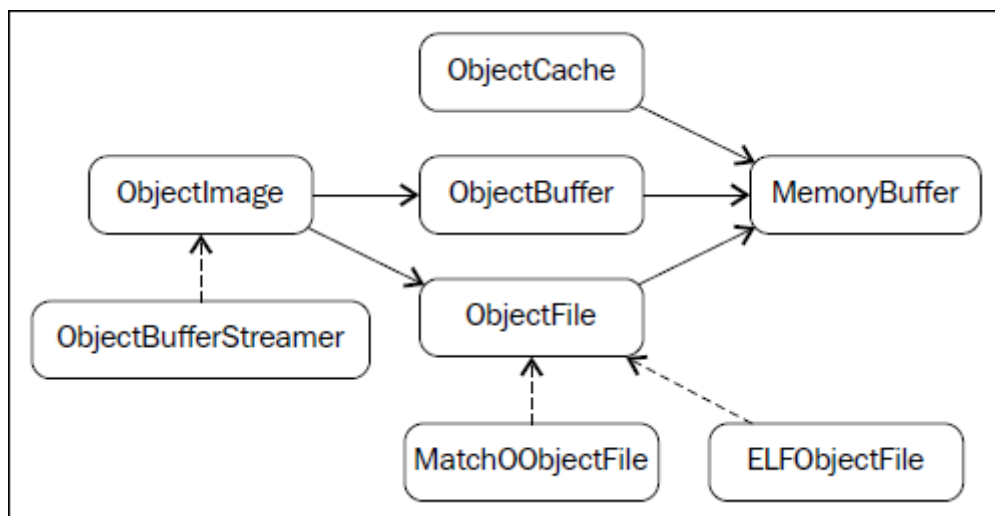 ObjectCache
ObjectImage
ObjectBuffer
MemoryBuffer
ObjectBufferStreamer
ObjectFile
MatchOObjectFile
ELFObjectFile